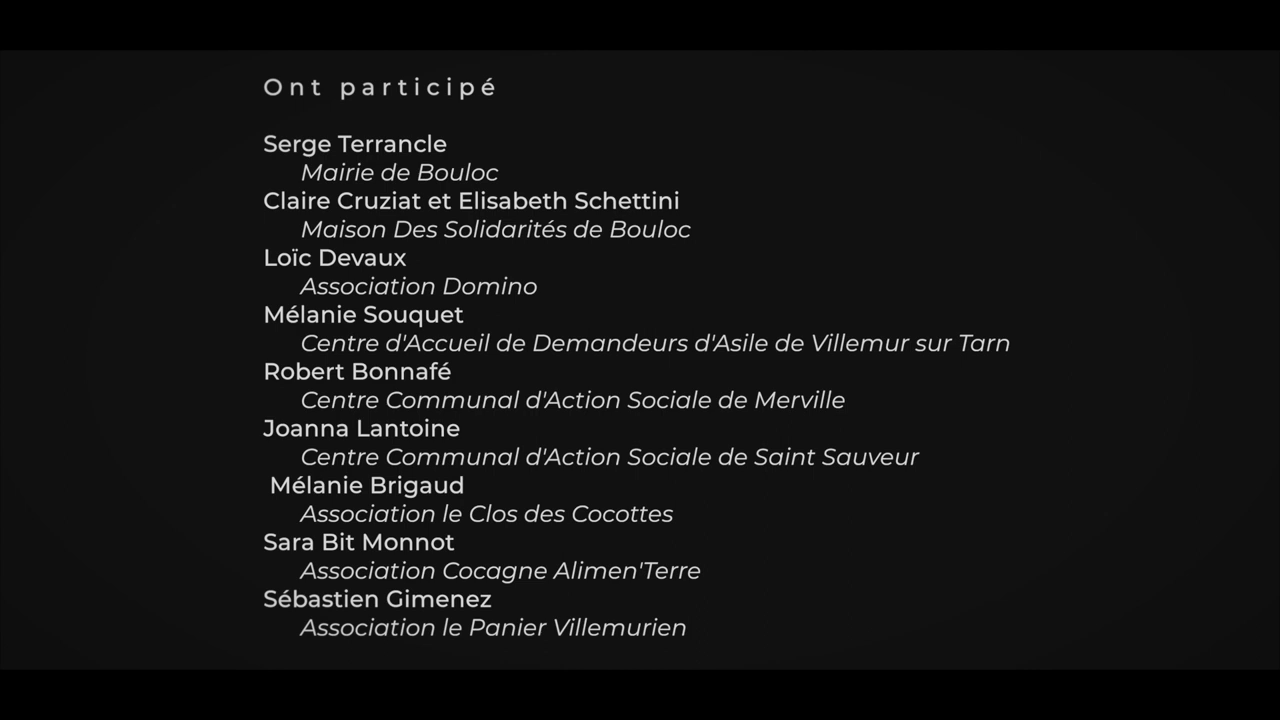 Ont participé
Serge Terrancle
Mairie de Bouloc
Claire Cruziat et Elisabeth Schettini
Maison Des Solidarités de Bouloc
Loïc Devaux
Association Domino
Mélanie Souquet
Centre d'Accueil de Demandeurs d'Asile de Villemur sur Tarn
Robert Bonnafé
Centre Communal d'Action Sociale de Merville
Joanna Lantoine
Centre Communal d'Action Sociale de Saint Sauveur
Mélanie Brigaud
Association le Clos des Cocottes
Sara Bit Monnot
Association Cocagne Alimen'Terre
Sébastien Gimenez
Association le Panier Villemurien